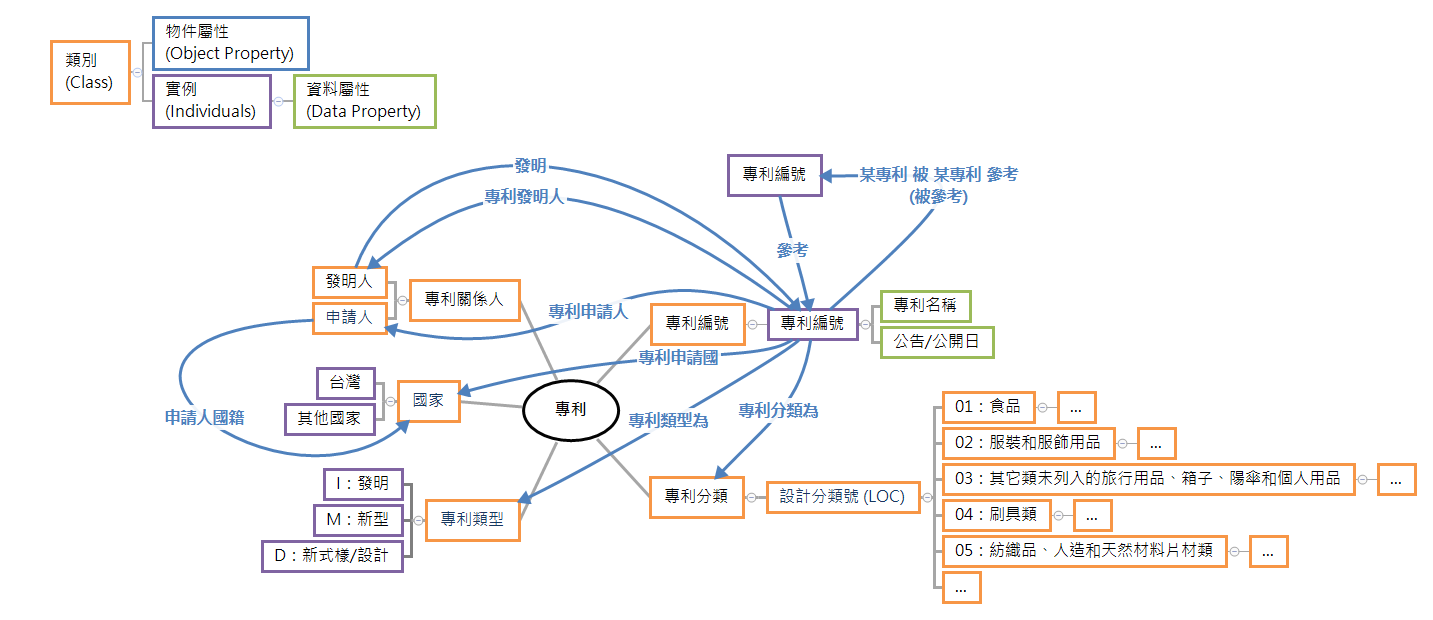 類別
(Class)
物件屬性
(Object Property)
實例
(Individuals)
資料屬性
(Data Property)
發明
專利發明人
專利編號
某專利 被 某專利 參考
(被參考)
參考
發明人
申請人
專利關係人
專利申請人
專利編號
專利編號
專利名稱
公告/公開日
專利申請國
台灣
其他國家
國家
專利
申請人國籍
專利類型為
專利分類為
I：發明
M：新型
D：新式樣/設計
專利類型
專利分類
設計分類號 (LOC)
01：食品
...
02：服裝和服飾用品
...
03：其它類未列入的旅行用品、箱子、陽傘和個人用品
...
04：刷具類
...
05：紡織品、人造和天然材料片材類
...
...